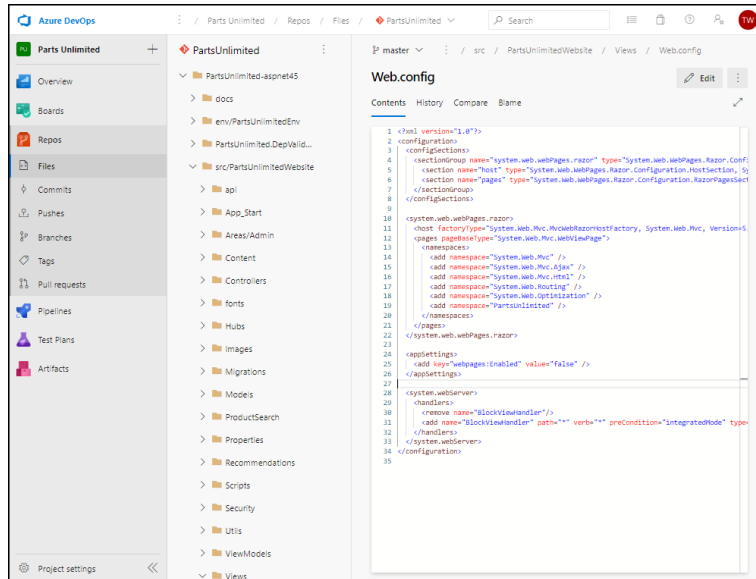 Azure DevOps
/ Parts Unlimited / Repos / Files / PartsUnlimited
Search
TW
PU Parts Unlimited
Overview
Boards
Repos
Files
Commits
Pushes
Branches
Tags
Pull requests
Pipelines
Test Plans
Artifacts
Project settings
PartsUnlimited
PartsUnlimited-aspnet45
docs
env/PartsUnlimitedEnv
PartsUnlimited.DepValid...
src/PartsUnlimitedWebsite
api
App_Start
Areas/Admin
Content
Controllers
fonts
Hubs
Images
Migrations
Models
ProductSearch
Properties
Recommendations
Scripts
Security
Utils
ViewModels
Views
master / src / PartsUnlimitedWebsite / Views / Web.config
Web.config
Edit
Contents History Compare Blame
1 <?xml version="1.0"?>
2 <configuration>
3 <configSections>
4 <sectionGroup name="system.web.webPages.razor" type="System.Web.WebPages.Razor.Confi
5 <section name="host" type="System.Web.WebPages.Razor.Configuration.HostSection, Sy
6 <section name="pages" type="System.Web.WebPages.Razor.Configuration.RazorPagesSect
7 </sectionGroup>
8 </configSections>
9
10 <system.web.webPages.razor>
11 <host factoryType="System.Web.Mvc.MvcWebRazorHostFactory, System.Web.Mvc, Version=5
12 <pages pageBaseType="System.Web.Mvc.WebViewPage">
13 <namespaces>
14 <add namespace="System.Web.Mvc" />
15 <add namespace="System.Web.Mvc.Ajax" />
16 <add namespace="System.Web.Mvc.Html" />
17 <add namespace="System.Web.Routing" />
18 <add namespace="System.Web.Optimization" />
19 <add namespace="PartsUnlimited" />
20 </namespaces>
21 </pages>
22 </system.web.webPages.razor>
23
24 <appSettings>
25 <add key="webpages:Enabled" value="false" />
26 </appSettings>
27
28 <system.webServer>
29 <handlers>
30 <remove name="BlockViewHandler"/>
31 <add name="BlockViewHandler" path="*" verb="*" preCondition="integratedMode" type=
32 </handlers>
33 </system.webServer>
34 </configuration>
35